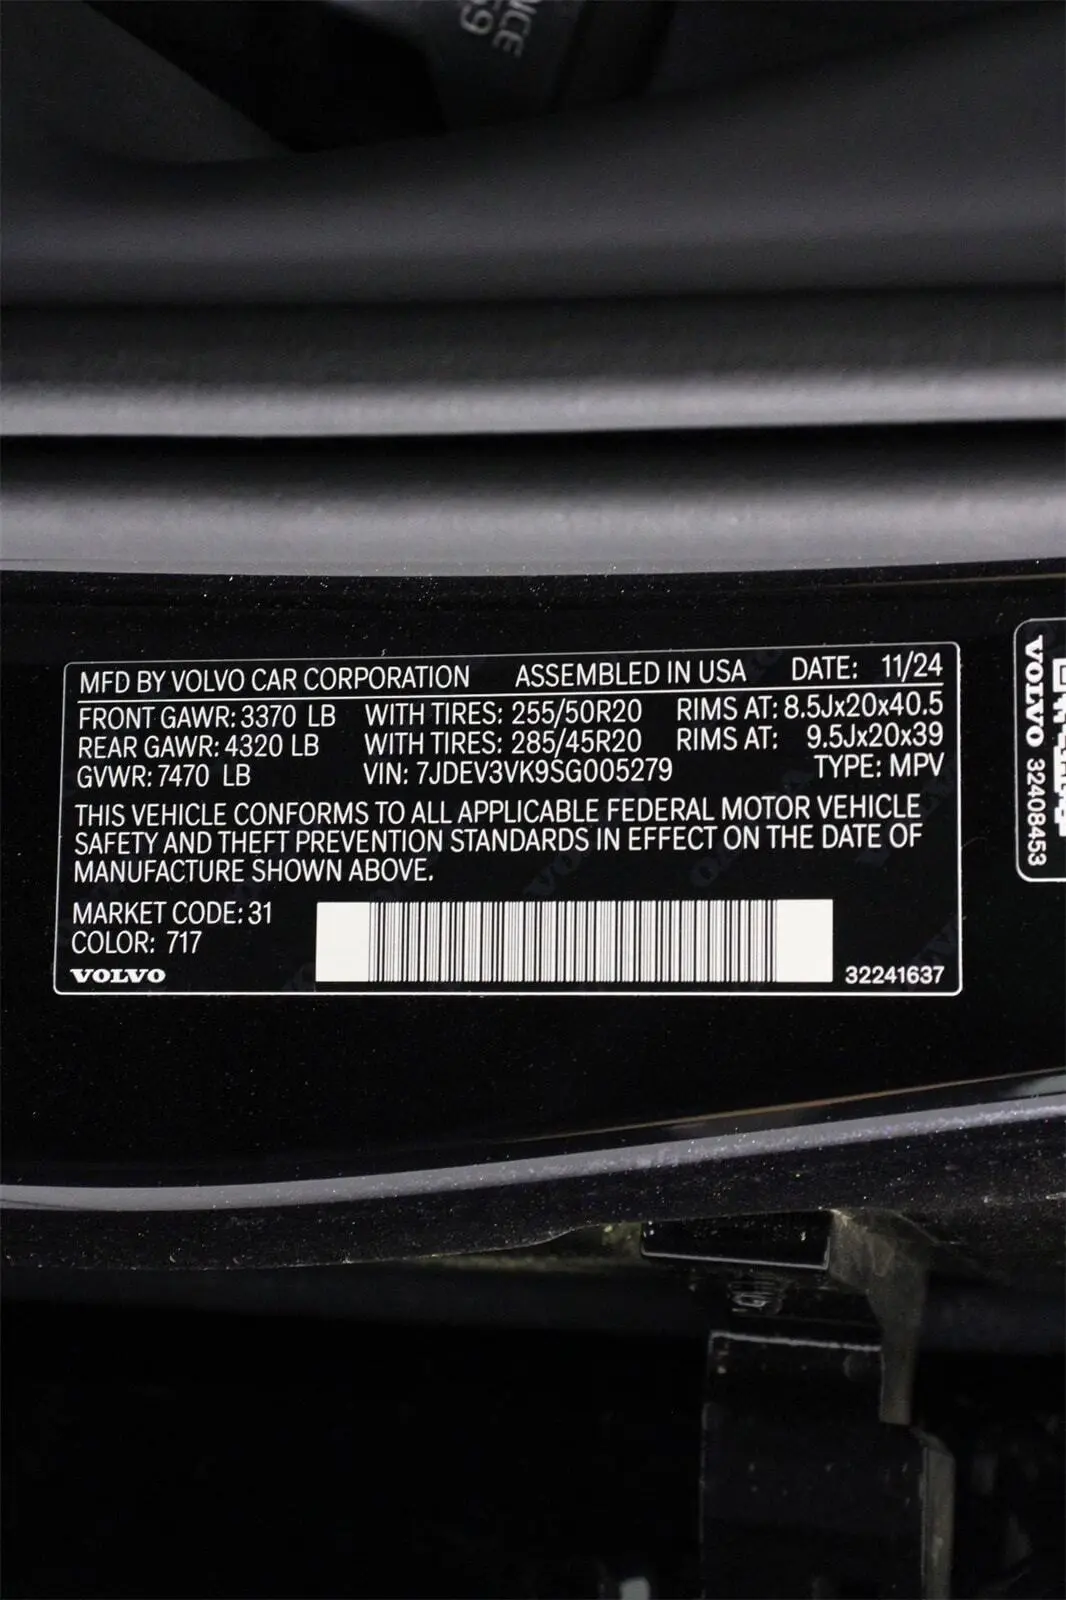 MFD BY VOLVO CAR CORPORATION ASSEMBLED IN USA DATE: 11/24
FRONT GAWR: 3370 LB WITH TIRES: 255/50R20 RIMS AT: 8.5Jx20x40.5
REAR GAWR: 4320 LB WITH TIRES: 285/45R20 RIMS AT: 9.5Jx20x39
GVWR: 7470 LB VIN: 7JDEV3VK9SG005279 TYPE: MPV
THIS VEHICLE CONFORMS TO ALL APPLICABLE FEDERAL MOTOR VEHICLE
SAFETY AND THEFT PREVENTION STANDARDS IN EFFECT ON THE DATE OF
MANUFACTURE SHOWN ABOVE.
MARKET CODE: 31
COLOR: 717
VOLVO
32241637
VOLVO 32408453